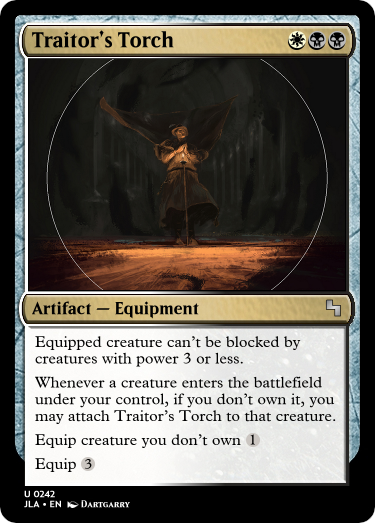 Traitor's Torch
Artifact — Equipment
Equipped creature can't be blocked by
creatures with power 3 or less.
Whenever a creature enters the battlefield
under your control, if you don't own it, you
may attach Traitor's Torch to that creature.
Equip creature you don't own 1
Equip 3
U 0242
JLA • EN Dartgarry